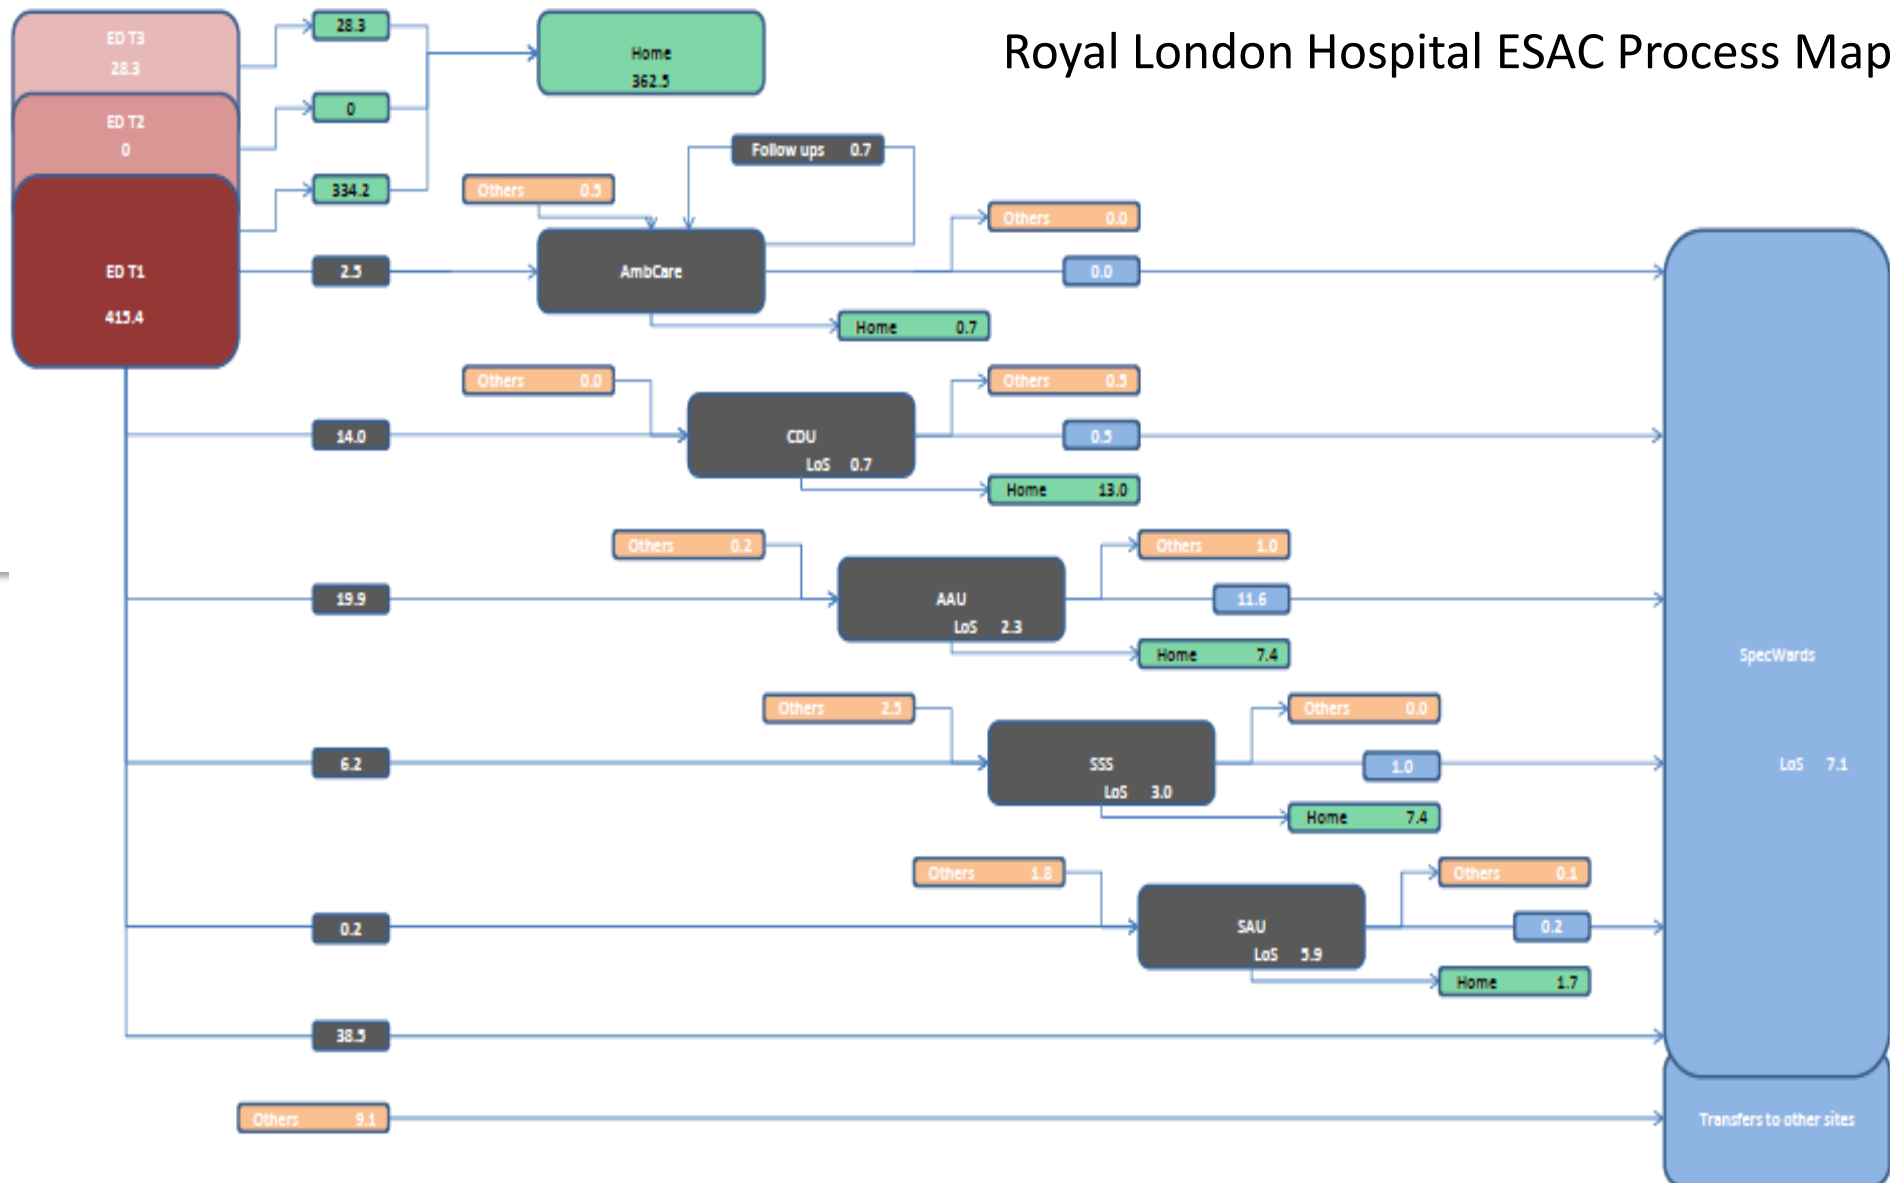 Royal London Hospital ESAC Process Map
ED T3
28.3
28.3
Home
362.5
ED T2
0
0
334.2
Follow ups 0.7
Others 0.5
Others 0.0
ED T1
415.4
2.5
AmbCare
0.0
Home 0.7
Others 0.0
Others 0.5
14.0
CDU
LoS 0.7
0.5
Home 13.0
Others 0.2
Others 1.0
19.9
AAU
LoS 2.3
11.6
Home 7.4
SpecWards
LoS 7.1
Others 2.5
Others 0.0
6.2
SSS
LoS 3.0
1.0
Home 7.4
Others 1.8
Others 0.1
0.2
SAU
LoS 5.9
0.2
Home 1.7
38.5
Others 9.1
Transfers to other sites